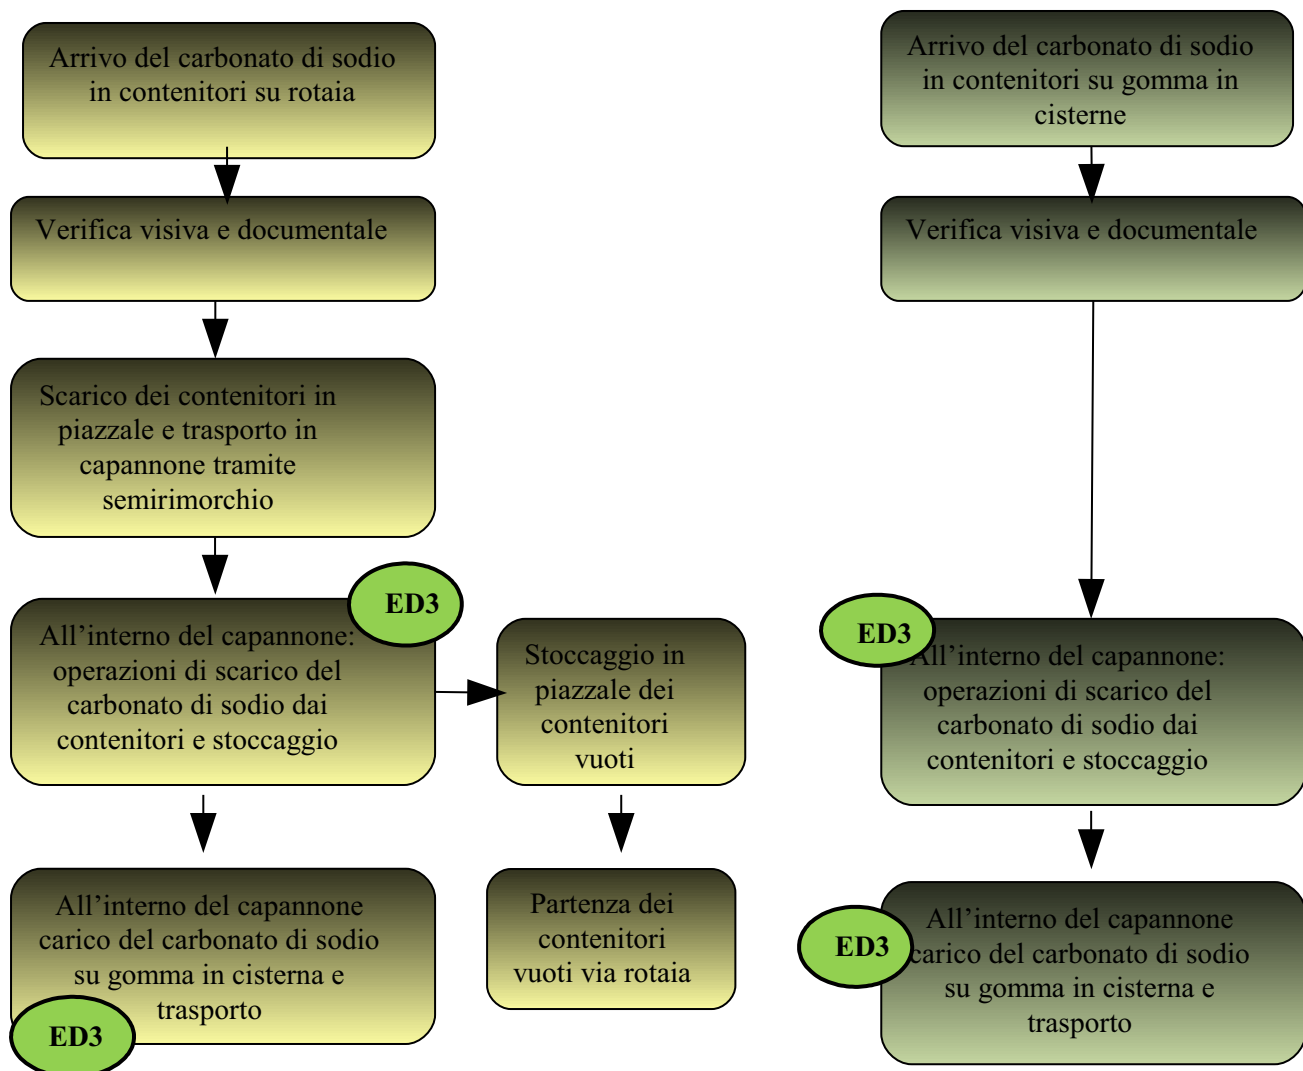 Arrivo del carbonato di sodio
in contenitori su rotaia
Verifica visiva e documentale
Scarico dei contenitori in
piazzale e trasporto in
capannone tramite
semirimorchio
ED3
All’interno del capannone:
operazioni di scarico del
carbonato di sodio dai
contenitori e stoccaggio
Stoccaggio in
piazzale dei
contenitori
vuoti
All’interno del capannone
carico del carbonato di sodio
su gomma in cisterna e
trasporto
ED3
Partenza dei
contenitori
vuoti via rotaia
Arrivo del carbonato di sodio
in contenitori su gomma in
cisterne
Verifica visiva e documentale
ED3
All’interno del capannone:
operazioni di scarico del
carbonato di sodio dai
contenitori e stoccaggio
ED3
All’interno del capannone
carico del carbonato di sodio
su gomma in cisterna e
trasporto